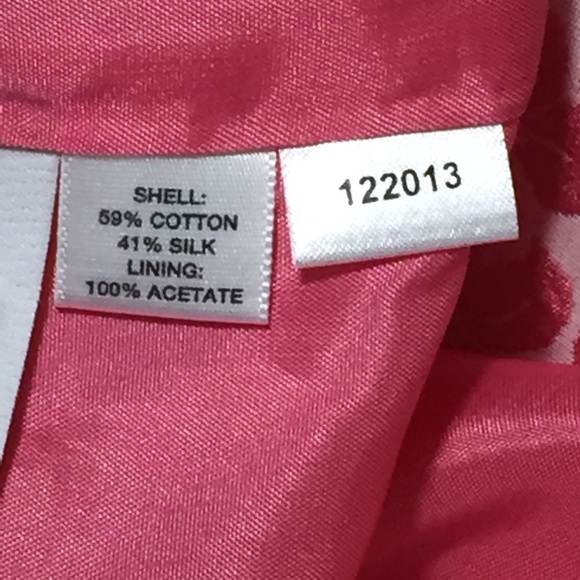 SHELL:
59% COTTON
41% SILK
LINING:
100% ACETATE
122013